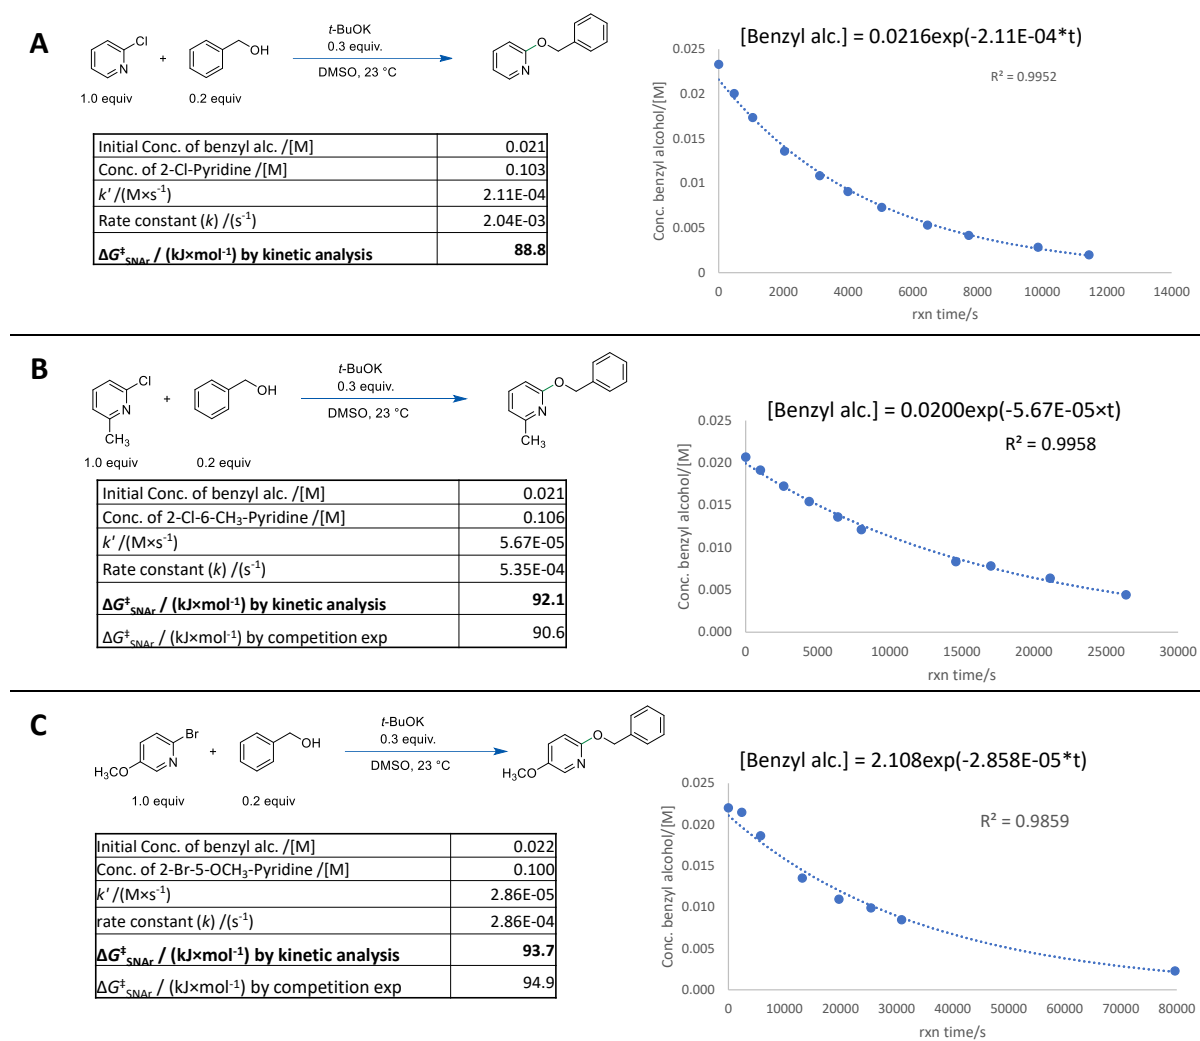 A
Cl
N
+
OH
t-BuOK
0.3 equiv.
DMSO, 23 °C
O
N
1.0 equiv
0.2 equiv
Initial Conc. of benzyl alc. /[M] 0.021
Conc. of 2-Cl-Pyridine /[M] 0.103
k' /(M×s⁻¹) 2.11E-04
Rate constant (k) /(s⁻¹) 2.04E-03
ΔG‡SNAr / (kJ×mol⁻¹) by kinetic analysis 88.8
[Benzyl alc.] = 0.0216exp(-2.11E-04*t)
R² = 0.9952
Conc. benzyl alcohol/[M]
0.025
0.02
0.015
0.01
0.005
0
0 2000 4000 6000 8000 10000 12000 14000
rxn time/s
B
Cl
N
CH₃
+
OH
t-BuOK
0.3 equiv.
DMSO, 23 °C
O
N
CH₃
1.0 equiv
0.2 equiv
Initial Conc. of benzyl alc. /[M] 0.021
Conc. of 2-Cl-6-CH₃-Pyridine /[M] 0.106
k' /(M×s⁻¹) 5.67E-05
Rate constant (k) /(s⁻¹) 5.35E-04
ΔG‡SNAr / (kJ×mol⁻¹) by kinetic analysis 92.1
ΔG‡SNAr / (kJ×mol⁻¹) by competition exp 90.6
[Benzyl alc.] = 0.0200exp(-5.67E-05×t)
R² = 0.9958
Conc. benzyl alcohol/[M]
0.025
0.020
0.015
0.010
0.005
0.000
0 5000 10000 15000 20000 25000 30000
rxn time/s
C
Br
N
H₃CO
+
OH
t-BuOK
0.3 equiv.
DMSO, 23 °C
O
N
H₃CO
1.0 equiv
0.2 equiv
Initial Conc. of benzyl alc. /[M] 0.022
Conc. of 2-Br-5-OCH₃-Pyridine /[M] 0.100
k' /(M×s⁻¹) 2.86E-05
rate constant (k) /(s⁻¹) 2.86E-04
ΔG‡SNAr / (kJ×mol⁻¹) by kinetic analysis 93.7
ΔG‡SNAr / (kJ×mol⁻¹) by competition exp 94.9
[Benzyl alc.] = 2.108exp(-2.858E-05*t)
R² = 0.9859
Conc. benzyl alcohol/[M]
0.025
0.020
0.015
0.010
0.005
0.000
0 10000 20000 30000 40000 50000 60000 70000 80000
rxn time/s